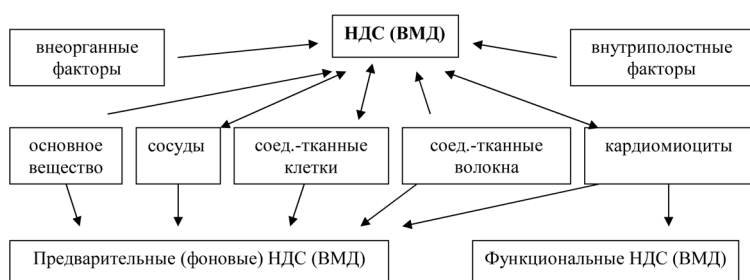 НДС (ВМД)
внеорганные
факторы
внутриполостные
факторы
основное
вещество
сосуды
соед.-тканные
клетки
соед.-тканные
волокна
кардиомиоциты
Предварительные (фоновые) НДС (ВМД)
Функциональные НДС (ВМД)